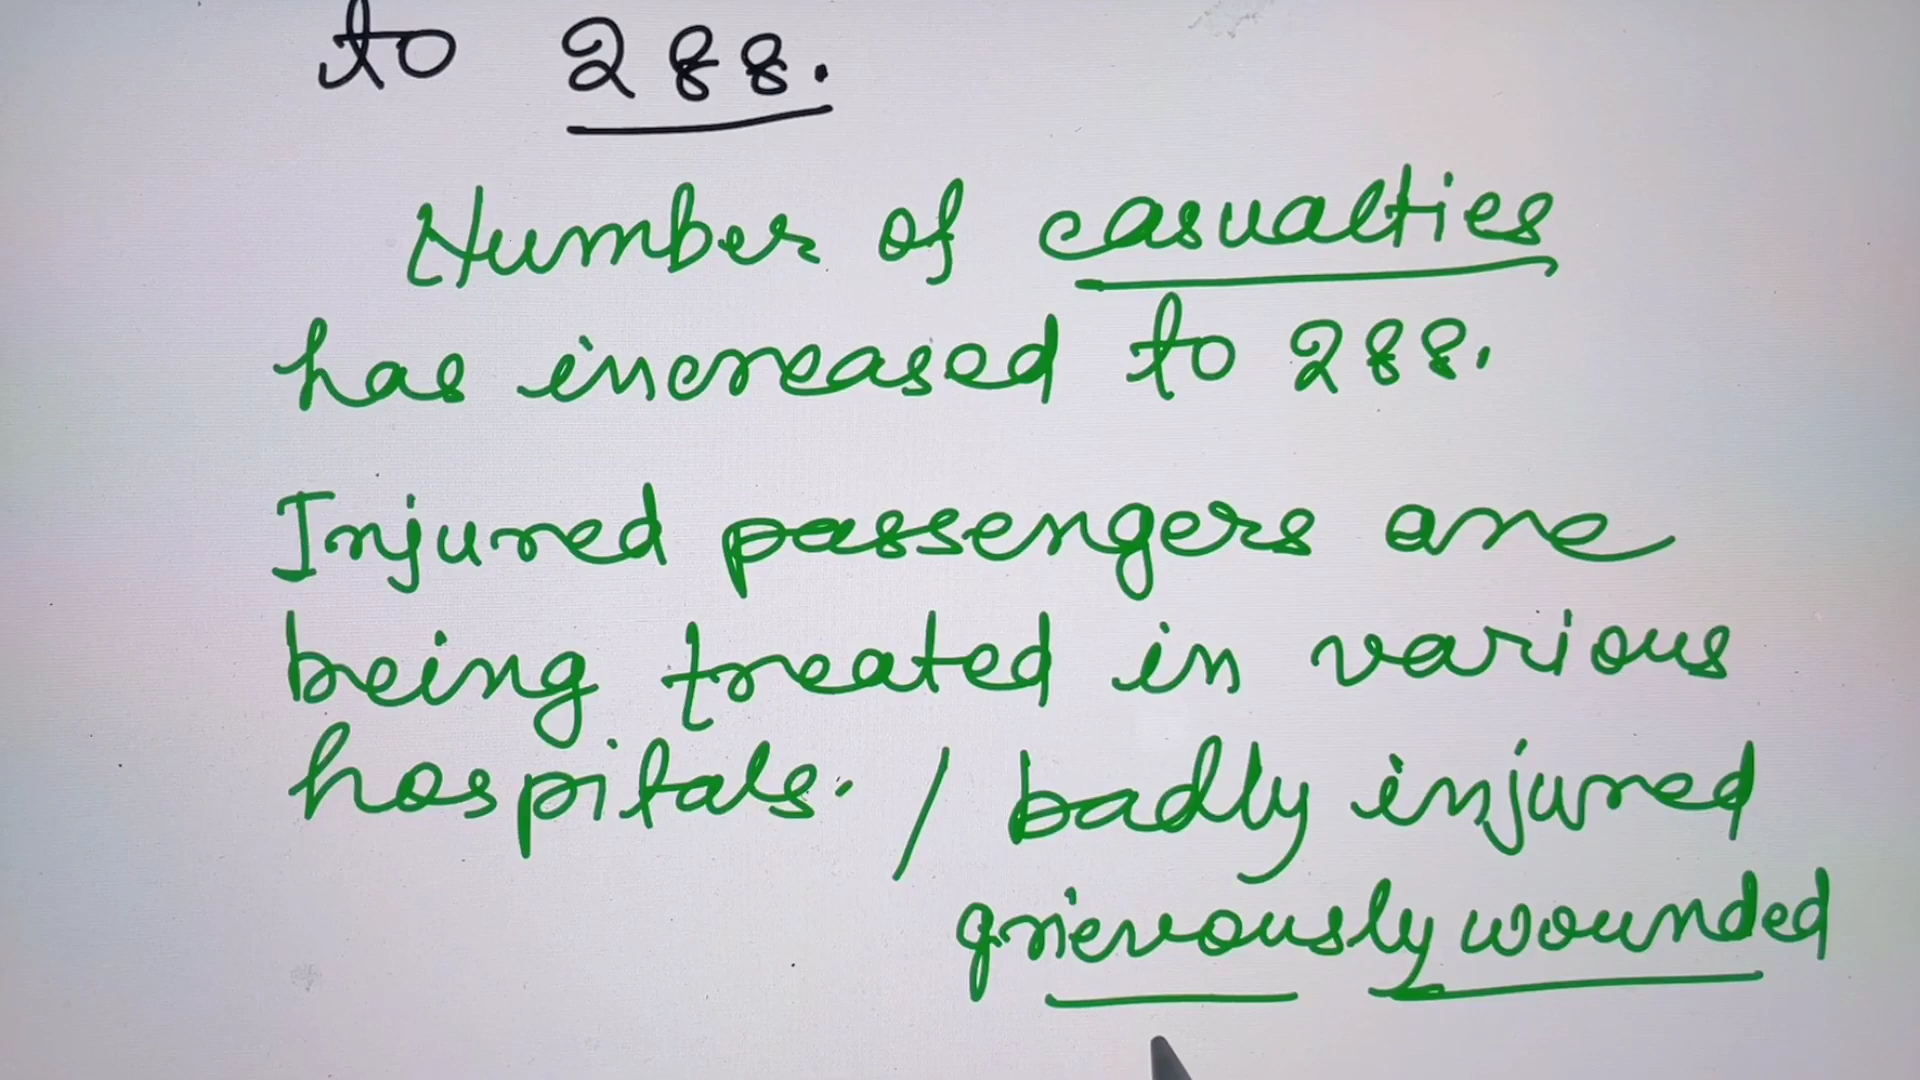 to 288.
Number of casualties
has increased to 288.
Injured passengers are
being treated in various
hospitals. / badly injured
grievously wounded